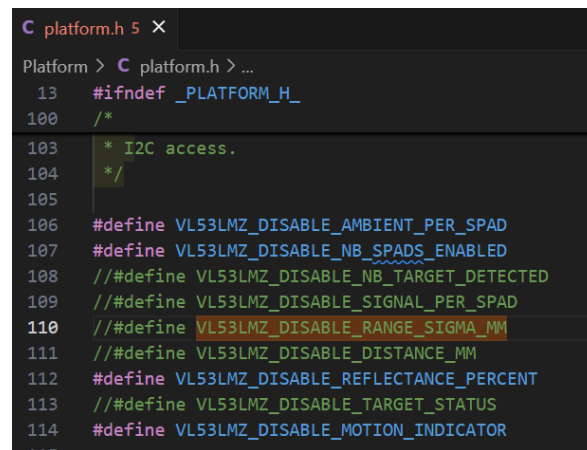 C platform.h 5 X
Platform > C platform.h > ...
13 #ifndef _PLATFORM_H_
100 /*
103 * I2C access.
104 */
105
106 #define VL53LMZ_DISABLE_AMBIENT_PER_SPAD
107 #define VL53LMZ_DISABLE_NB_SPADS_ENABLED
108 //#define VL53LMZ_DISABLE_NB_TARGET_DETECTED
109 //#define VL53LMZ_DISABLE_SIGNAL_PER_SPAD
110 //#define VL53LMZ_DISABLE_RANGE_SIGMA_MM
111 //#define VL53LMZ_DISABLE_DISTANCE_MM
112 #define VL53LMZ_DISABLE_REFLECTANCE_PERCENT
113 //#define VL53LMZ_DISABLE_TARGET_STATUS
114 #define VL53LMZ_DISABLE_MOTION_INDICATOR